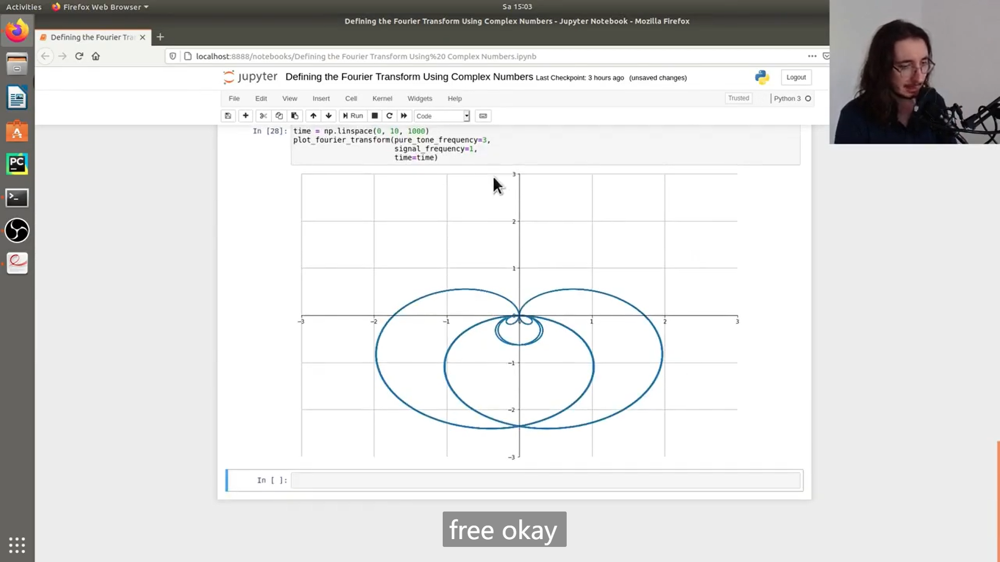 Activities
Firefox Web Browser
Sa 15:03
Defining the Fourier Transform Using Complex Numbers - Jupyter Notebook - Mozilla Firefox
Defining the Fourier Tra
localhost:8888/notebooks/Defining the Fourier Transform Using%20 Complex Numbers.ipynb
jupyter
Defining the Fourier Transform Using Complex Numbers
Last Checkpoint: 3 hours ago
(unsaved changes)
Logout
File
Edit
View
Insert
Cell
Kernel
Widgets
Help
Trusted
Python 3
Run
Code
In [28]:
time = np.linspace(0, 10, 1000)
plot_fourier_transform(pure_tone_frequency=3,
signal_frequency=1,
time=time)
3
2
1
−3
−2
−1
0
1
2
3
−1
−2
−3
PC
In [ ]:
free okay